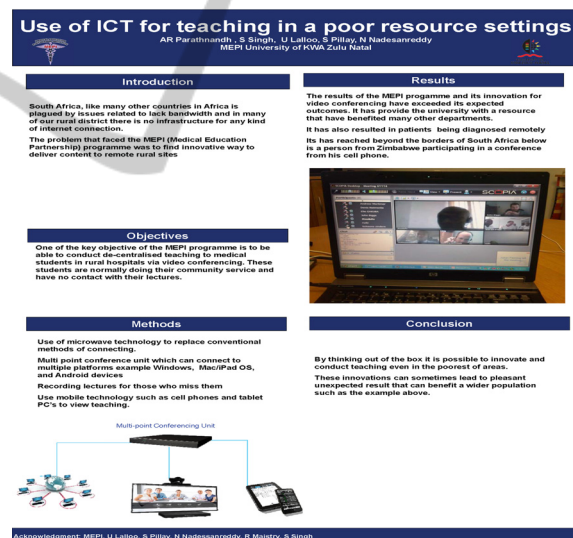 Use of ICT for teaching in a poor resource settings
AR Parathnandh , S Singh, U Lalloo, S Pillay, N Nadesanreddy
MEPI University of KWA Zulu Natal
Introduction
South Africa, like many other countries in Africa is
plagued by issues related to lack bandwidth and in many
of our rural district there is no infrastructure for any kind
of internet connection.
The problem that faced the MEPI (Medical Education
Partnership) programme was to find innovative way to
deliver content to remote rural sites
Objectives
One of the key objective of the MEPI programme is to be
able to conduct de-centralised teaching to medical
students in rural hospitals via video conferencing. These
students are normally doing their community service and
have no contact with their lectures.
Methods
Use of microwave technology to replace conventional
methods of connecting.
Multi point conference unit which can connect to
multiple platforms example Windows, Mac/iPad OS,
and Android devices
Recording lectures for those who miss them
Use mobile technology such as cell phones and tablet
PC's to view teaching.
Multi-point Conferencing Unit
Results
The results of the MEPI progamme and its innovation for
video conferencing have exceeded its expected
outcomes. It has provide the university with a resource
that have benefited many other departments.
It has also resulted in patients being diagnosed remotely
Its has reached beyond the borders of South Africa below
is a person from Zimbabwe participating in a conference
from his cell phone.
SCOPIA
Conclusion
By thinking out of the box it is possible to innovate and
conduct teaching even in the poorest of areas.
These innovations can sometimes lead to pleasant
unexpected result that can benefit a wider population
such as the example above.
Acknowledgment: MEPI, U Lalloo, S Pillay, N Nadessanreddy, R Maistry, S Singh